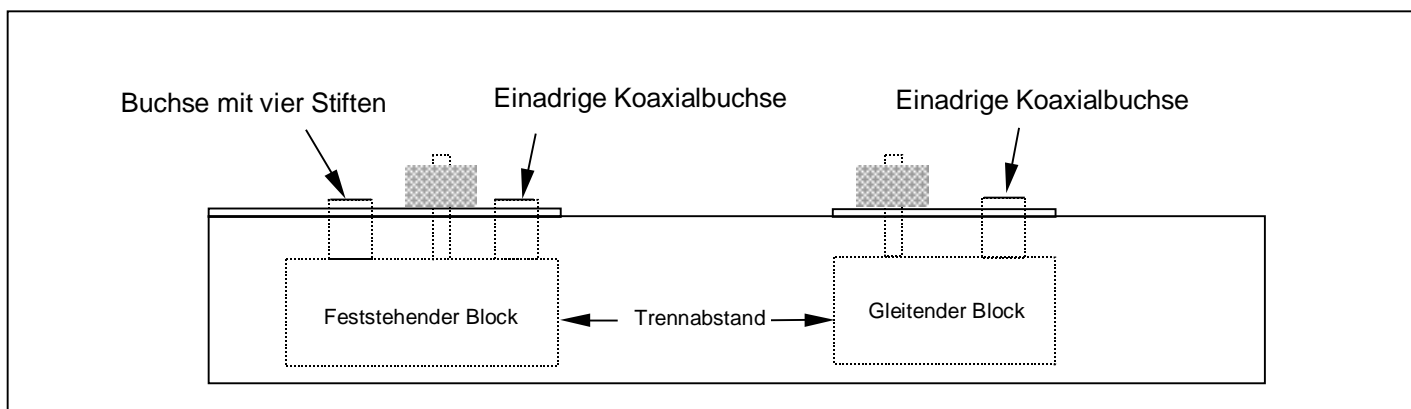 Buchse mit vier Stiften
Einadrige Koaxialbuchse
Einadrige Koaxialbuchse
Feststehender Block
Trennabstand
Gleitender Block